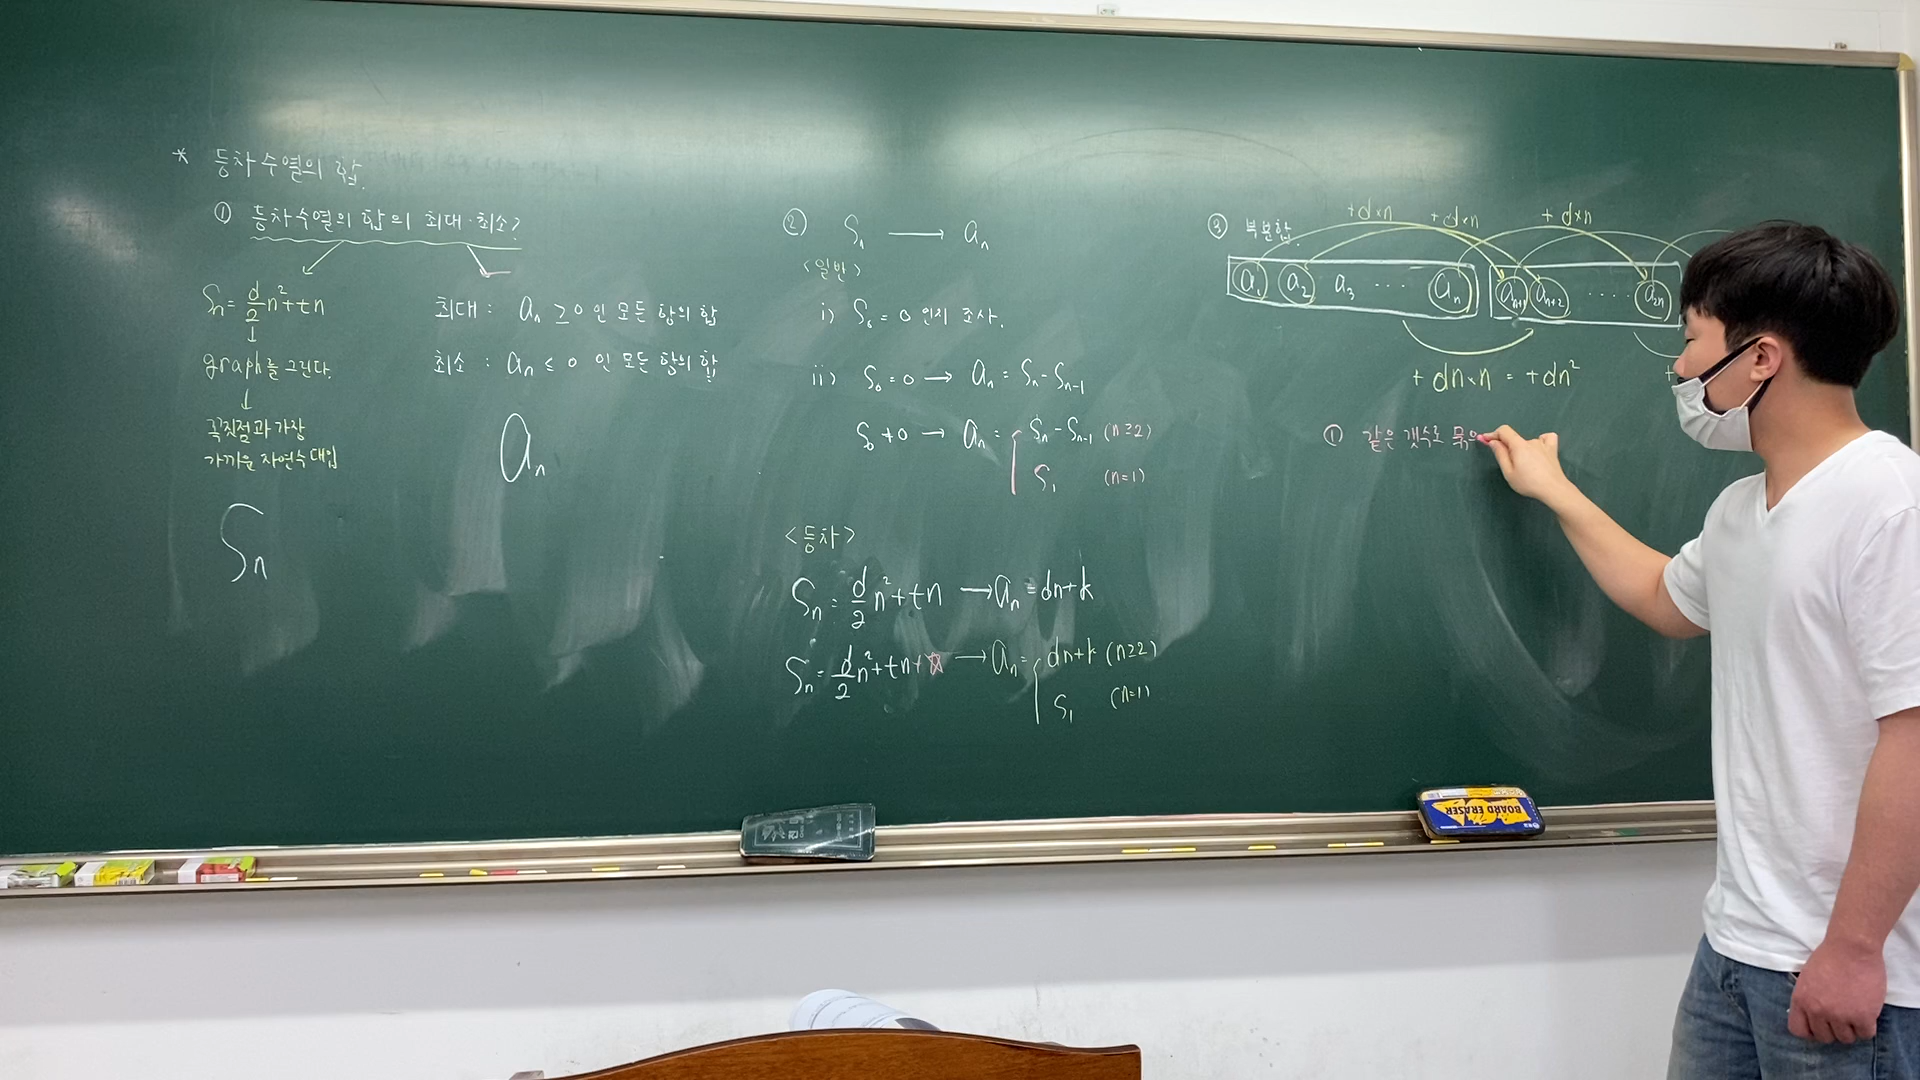 * 등차수열의 합.
① 등차수열의 합의 최대·최소?
Sn = d/2 n² + tn
↓
graph를 그린다.
↓
꼭짓점과 가장
가까운 자연수 대입
Sn
최대 : an ≥ 0 인 모든 항의 합
최소 : an ≤ 0 인 모든 항의 합
an
② Sn → an
<일반>
i) S₀ = 0 인지 조사.
ii) S₀ = 0 → an = Sn - Sn-1
S₀ ≠ 0 → an = Sn - Sn-1 (n≥2)
S₁ (n=1)
<등차>
Sn = d/2 n² + tn → an = dn+k
Sn = d/2 n² + tn + → an = dn+k (n≥2)
S₁ (n=1)
③ 부분합.
+d×n +d×n +d×n
a₁ a₂ a₃ ···· an an+1 an+2 ····· a2n
+ dn×n = +dn² +
① 같은 갯수로 묶으
BOARD ERASER